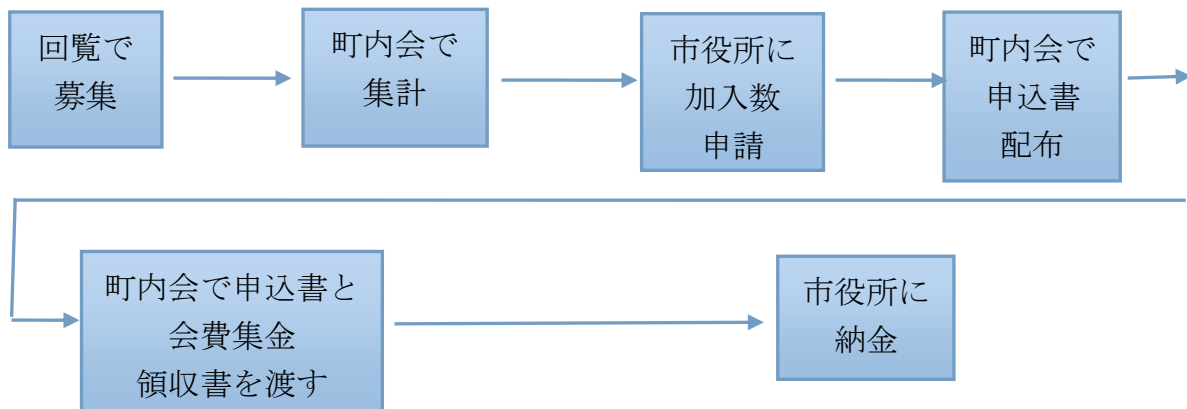 回覧で
募集
町内会で
集計
市役所に
加入数
申請
町内会で
申込書
配布
町内会で申込書と
会費集金
領収書を渡す
市役所に
納金